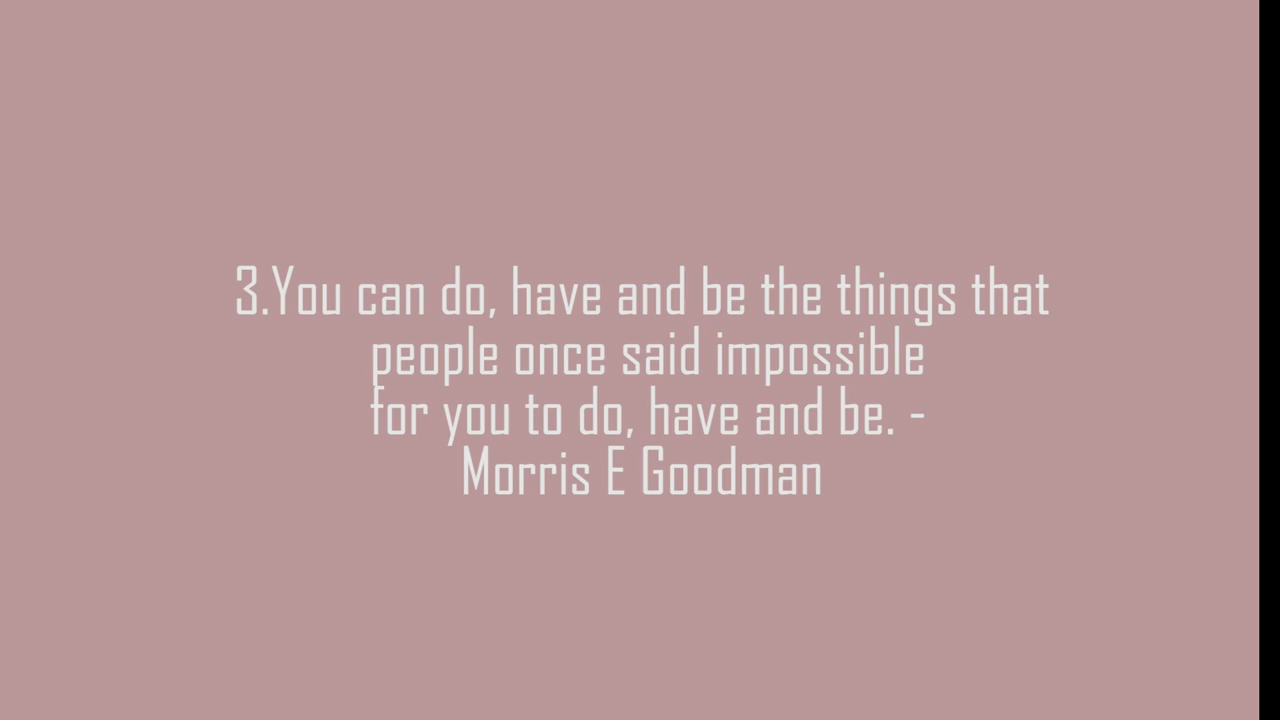 3.You can do, have and be the things that
people once said impossible
for you to do, have and be. -
Morris E Goodman